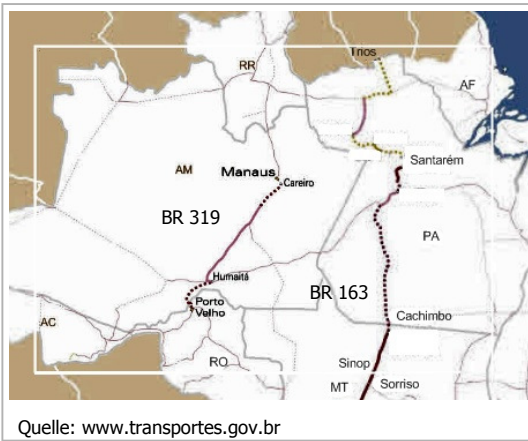 Trios
RR
AF
Santarém
AM
Manaus
Careiro
BR 319
PA
Humaitá
BR 163
Porto
Velho
Cachimbo
AC
RO
Sinop
MT
Sorriso
Quelle: www.transportes.gov.br